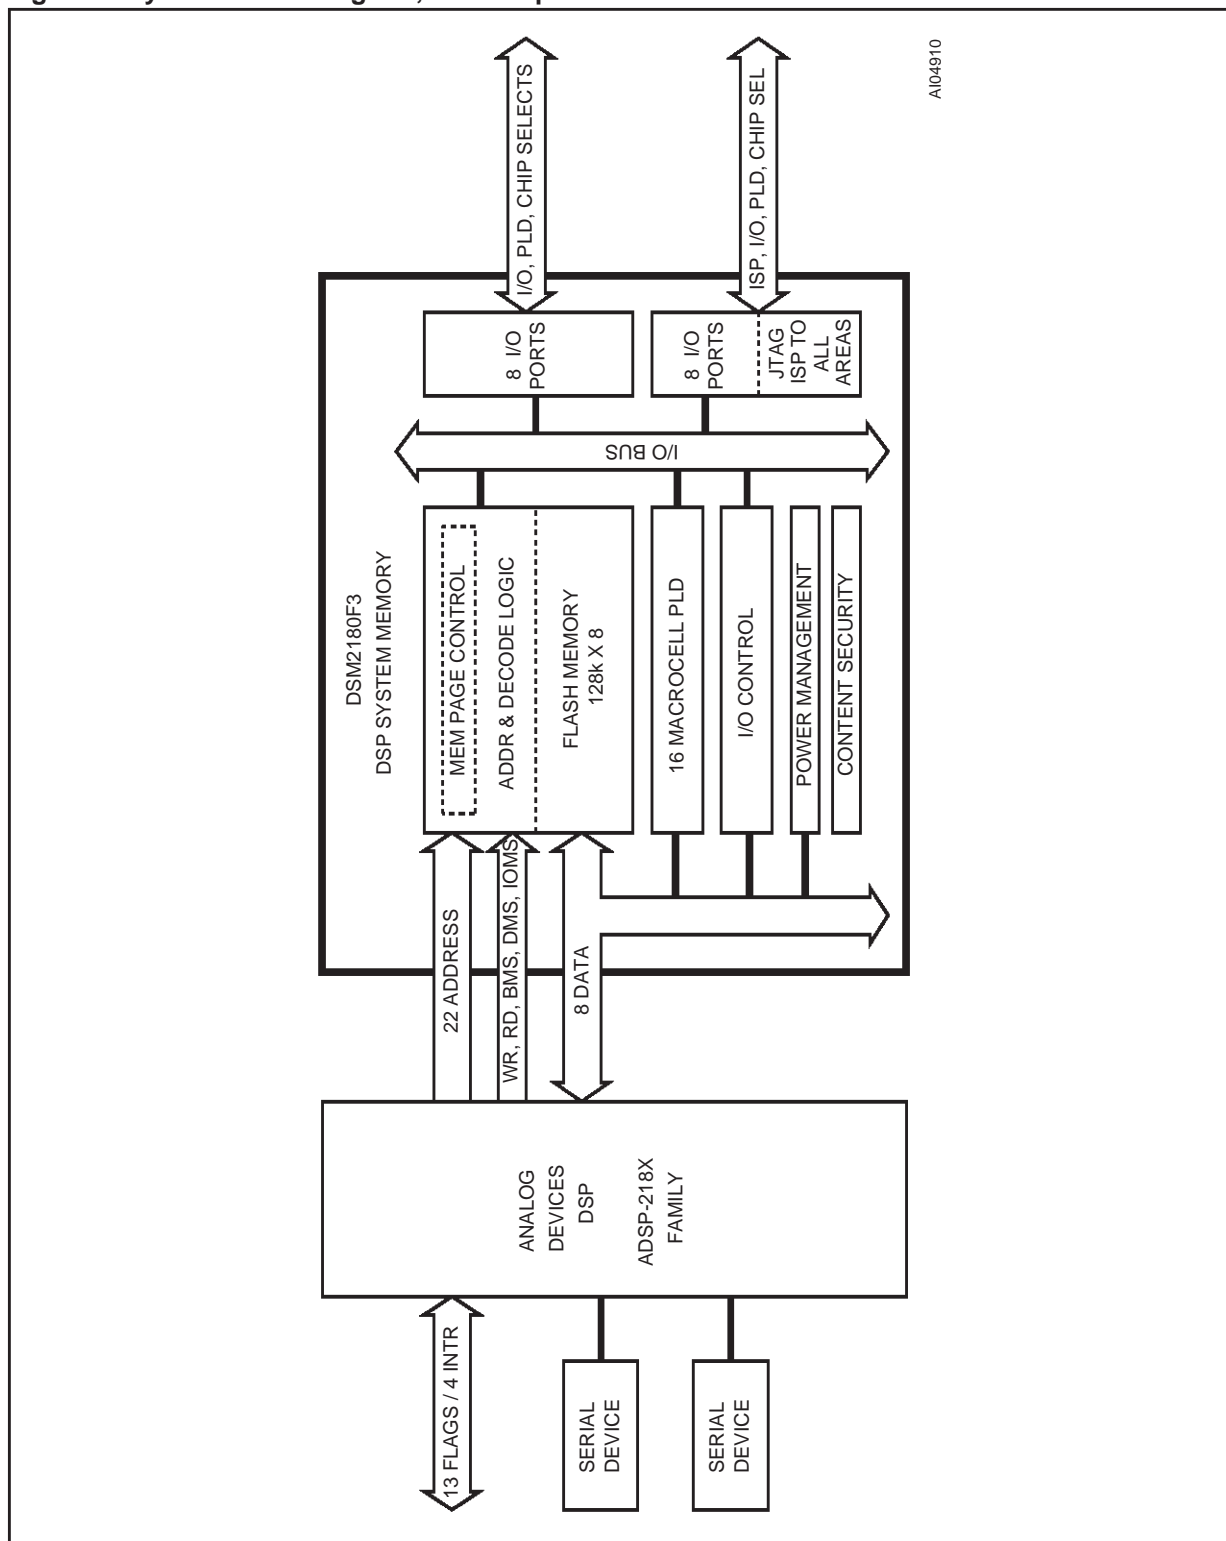 13 FLAGS / 4 INTR
SERIAL
DEVICE
SERIAL
DEVICE
ANALOG
DEVICES
DSP
ADSP-218X
FAMILY
22 ADDRESS
WR, RD, BMS, DMS, IOMS
8 DATA
DSM2180F3
DSP SYSTEM MEMORY
MEM PAGE CONTROL
ADDR & DECODE LOGIC
FLASH MEMORY
128k X 8
16 MACROCELL PLD
I/O CONTROL
POWER MANAGEMENT
CONTENT SECURITY
I/O BUS
8 I/O
PORTS
8 I/O
PORTS
JTAG
ISP TO
ALL
AREAS
I/O, PLD, CHIP SELECTS
ISP, I/O, PLD, CHIP SEL
AI04910